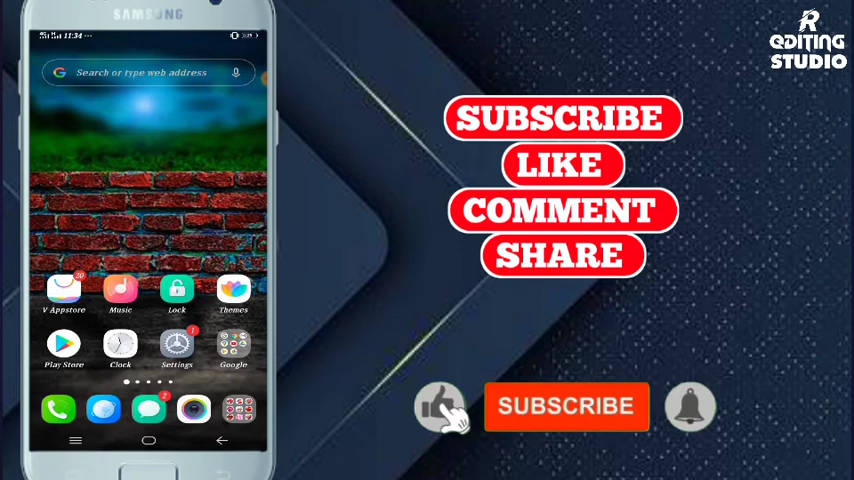 SAMSUNG
11:34
Search or type web address
R
EDITING
STUDIO
SUBSCRIBE
LIKE
COMMENT
SHARE
20
V Appstore
Music
Lock
Themes
1
Play Store
Clock
Settings
Google
2
SUBSCRIBE